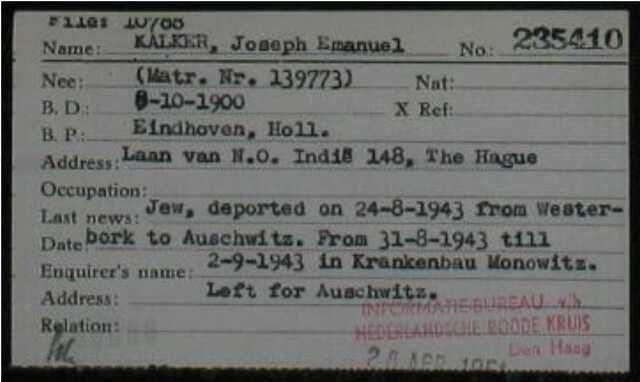 File: 10/68
Name: KALKER, Joseph Emanuel No: 235410
Nee: (Matr. Nr. 139773) Nat:
B. D.: 8-10-1900 X Ref:
B. P.: Eindhoven, Holl.
Address: Laan van N.O. Indië 148, The Hague
Occupation:
Last news: Jew, deported on 24-8-1943 from Wester-
Date bork to Auschwitz. From 31-8-1943 till
Enquirer's name: 2-9-1943 in Krankenbau Monowitz.
Address: Left for Auschwitz.
INFORMATIE-BUREAU v/h
Relation: NEDERLANDSCHE ROODE KRUIS
Den Haag